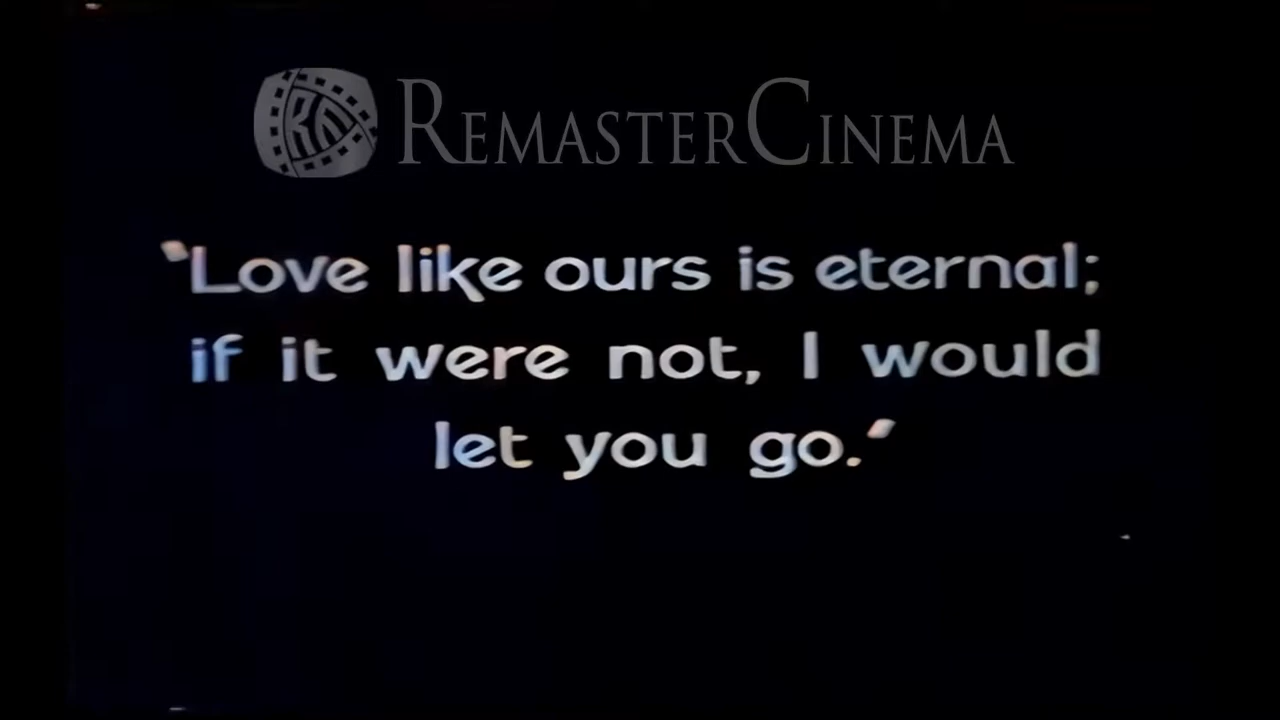 REMASTERCINEMA
"Love like ours is eternal;
if it were not, I would
let you go."